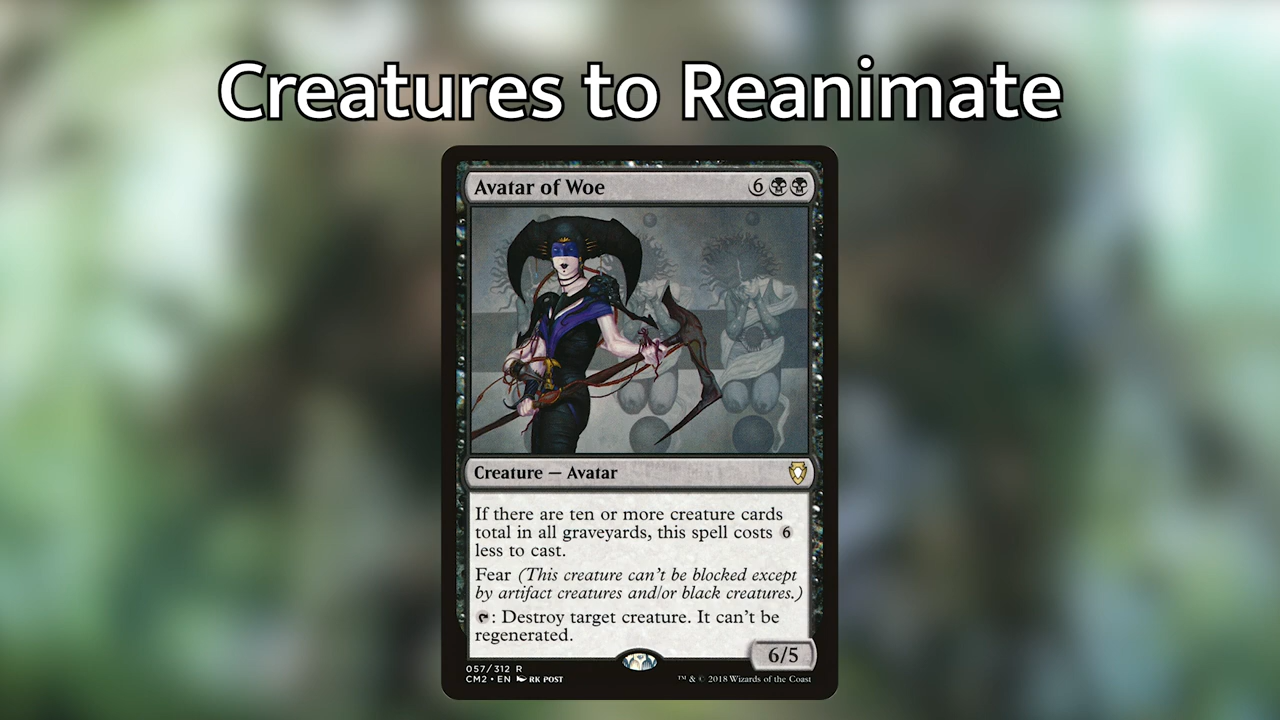 Creatures to Reanimate
Avatar of Woe 6
Creature — Avatar
If there are ten or more creature cards
total in all graveyards, this spell costs 6
less to cast.
Fear (This creature can't be blocked except
by artifact creatures and/or black creatures.)
: Destroy target creature. It can't be
regenerated.
6/5
057/312 R
CM2 • EN RK POST
™ & © 2018 Wizards of the Coast